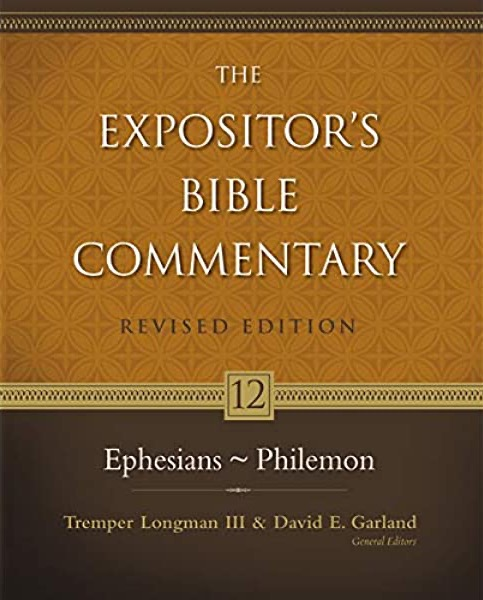 THE
EXPOSITOR'S
BIBLE
COMMENTARY
REVISED EDITION
12
Ephesians ~ Philemon
Tremper Longman III & David E. Garland
General Editors